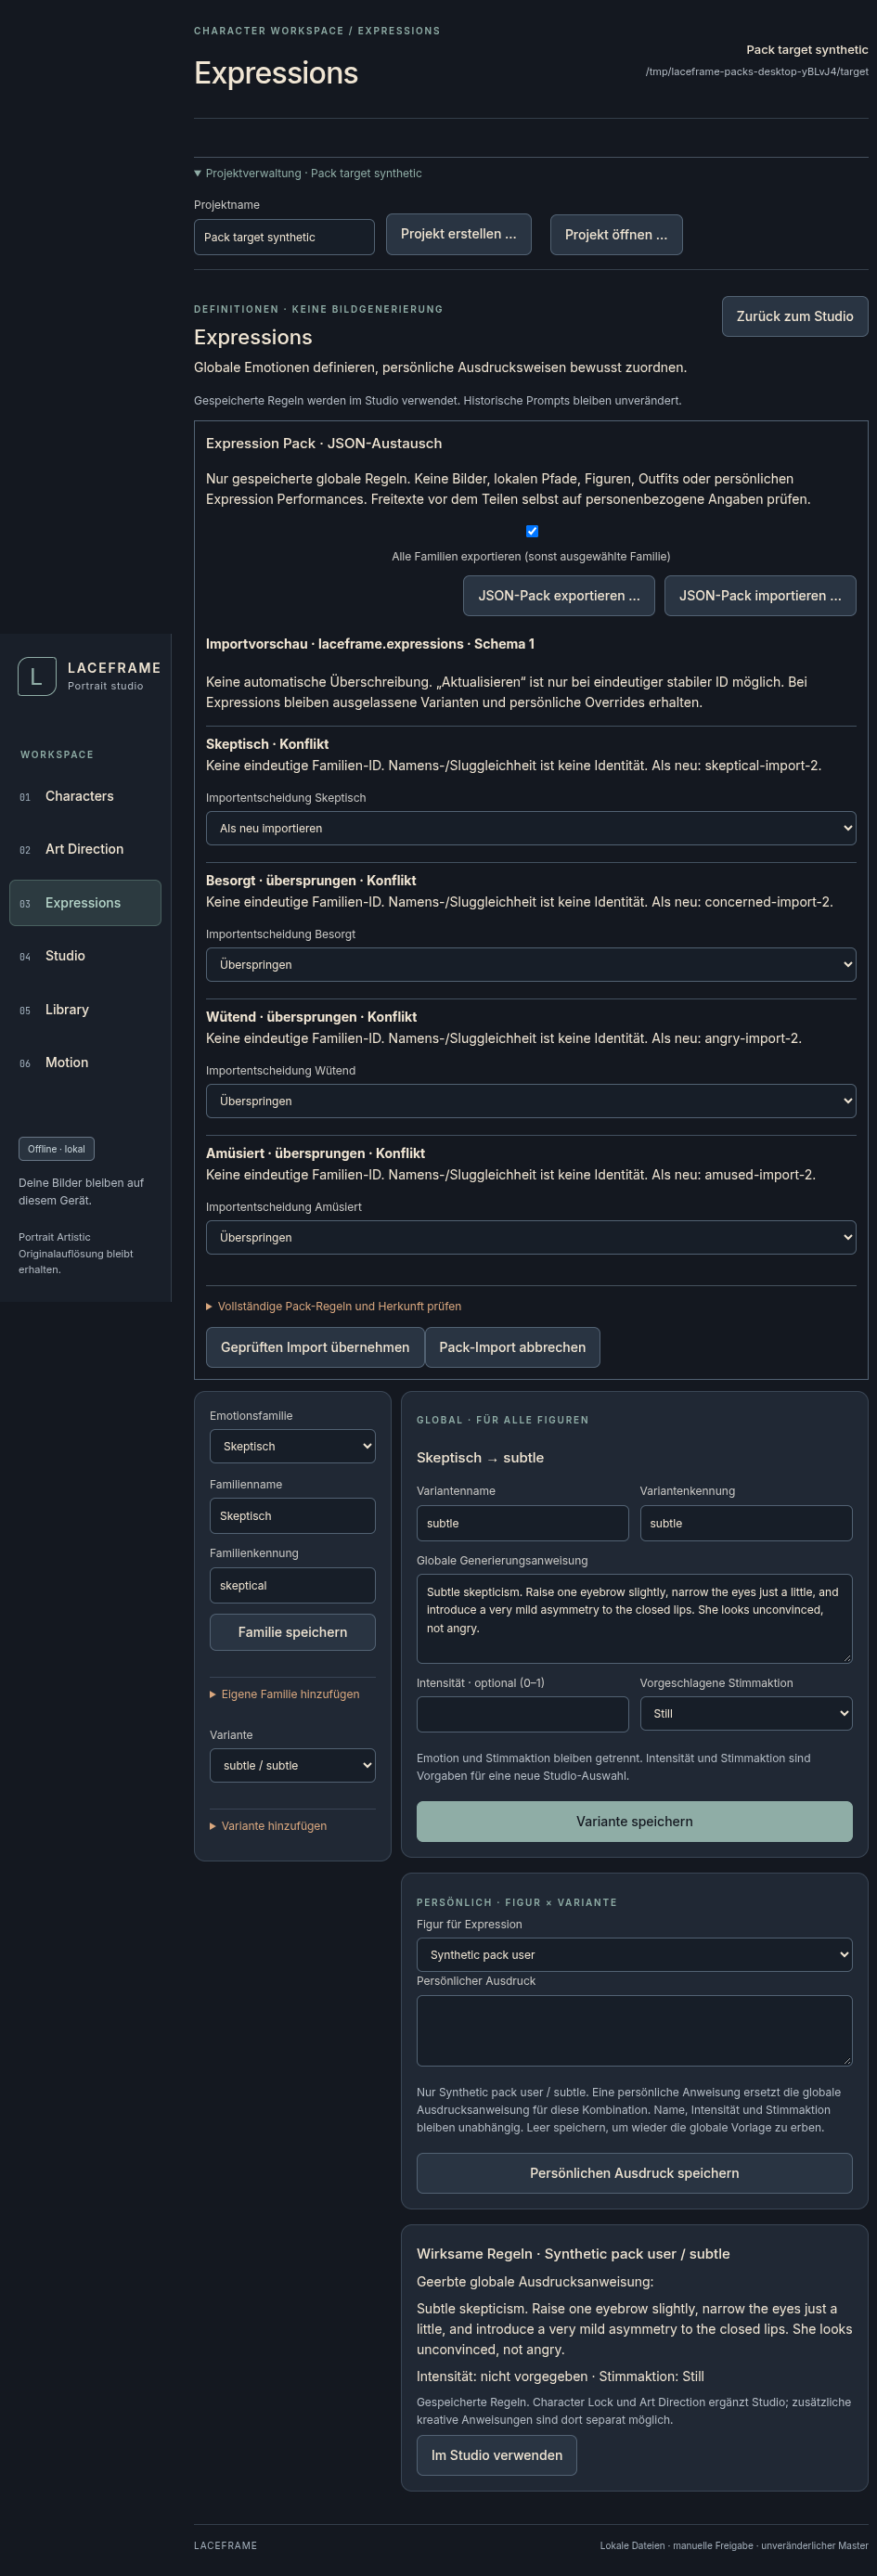 CHARACTER WORKSPACE / EXPRESSIONS
Expressions
Pack target synthetic
/tmp/laceframe-packs-desktop-yBLvJ4/target
▼ Projektverwaltung · Pack target synthetic
Projektname
Pack target synthetic
Projekt erstellen …
Projekt öffnen …
DEFINITIONEN · KEINE BILDGENERIERUNG
Expressions
Zurück zum Studio
Globale Emotionen definieren, persönliche Ausdrucksweisen bewusst zuordnen.
Gespeicherte Regeln werden im Studio verwendet. Historische Prompts bleiben unverändert.
Expression Pack · JSON-Austausch
Nur gespeicherte globale Regeln. Keine Bilder, lokalen Pfade, Figuren, Outfits oder persönlichen
Expression Performances. Freitexte vor dem Teilen selbst auf personenbezogene Angaben prüfen.
Alle Familien exportieren (sonst ausgewählte Familie)
JSON-Pack exportieren …
JSON-Pack importieren …
Importvorschau · laceframe.expressions · Schema 1
Keine automatische Überschreibung. „Aktualisieren“ ist nur bei eindeutiger stabiler ID möglich. Bei
Expressions bleiben ausgelassene Varianten und persönliche Overrides erhalten.
Skeptisch · Konflikt
Keine eindeutige Familien-ID. Namens-/Sluggleichheit ist keine Identität. Als neu: skeptical-import-2.
Importentscheidung Skeptisch
Als neu importieren
Besorgt · übersprungen · Konflikt
Keine eindeutige Familien-ID. Namens-/Sluggleichheit ist keine Identität. Als neu: concerned-import-2.
Importentscheidung Besorgt
Überspringen
Wütend · übersprungen · Konflikt
Keine eindeutige Familien-ID. Namens-/Sluggleichheit ist keine Identität. Als neu: angry-import-2.
Importentscheidung Wütend
Überspringen
Amüsiert · übersprungen · Konflikt
Keine eindeutige Familien-ID. Namens-/Sluggleichheit ist keine Identität. Als neu: amused-import-2.
Importentscheidung Amüsiert
Überspringen
▶ Vollständige Pack-Regeln und Herkunft prüfen
Geprüften Import übernehmen
Pack-Import abbrechen
L
LACEFRAME
Portrait studio
WORKSPACE
01 Characters
02 Art Direction
03 Expressions
04 Studio
05 Library
06 Motion
Offline · lokal
Deine Bilder bleiben auf
diesem Gerät.
Portrait Artistic
Originalauflösung bleibt
erhalten.
Emotionsfamilie
Skeptisch
Familienname
Skeptisch
Familienkennung
skeptical
Familie speichern
▶ Eigene Familie hinzufügen
Variante
subtle / subtle
▶ Variante hinzufügen
GLOBAL · FÜR ALLE FIGUREN
Skeptisch → subtle
Variantenname
Variantenkennung
subtle
subtle
Globale Generierungsanweisung
Subtle skepticism. Raise one eyebrow slightly, narrow the eyes just a little, and
introduce a very mild asymmetry to the closed lips. She looks unconvinced,
not angry.
Intensität · optional (0–1)
Vorgeschlagene Stimmaktion
Still
Emotion und Stimmaktion bleiben getrennt. Intensität und Stimmaktion sind
Vorgaben für eine neue Studio-Auswahl.
Variante speichern
PERSÖNLICH · FIGUR × VARIANTE
Figur für Expression
Synthetic pack user
Persönlicher Ausdruck
Nur Synthetic pack user / subtle. Eine persönliche Anweisung ersetzt die globale
Ausdrucksanweisung für diese Kombination. Name, Intensität und Stimmaktion
bleiben unabhängig. Leer speichern, um wieder die globale Vorlage zu erben.
Persönlichen Ausdruck speichern
Wirksame Regeln · Synthetic pack user / subtle
Geerbte globale Ausdrucksanweisung:
Subtle skepticism. Raise one eyebrow slightly, narrow the eyes just a
little, and introduce a very mild asymmetry to the closed lips. She looks
unconvinced, not angry.
Intensität: nicht vorgegeben · Stimmaktion: Still
Gespeicherte Regeln. Character Lock und Art Direction ergänzt Studio; zusätzliche
kreative Anweisungen sind dort separat möglich.
Im Studio verwenden
LACEFRAME
Lokale Dateien · manuelle Freigabe · unveränderlicher Master